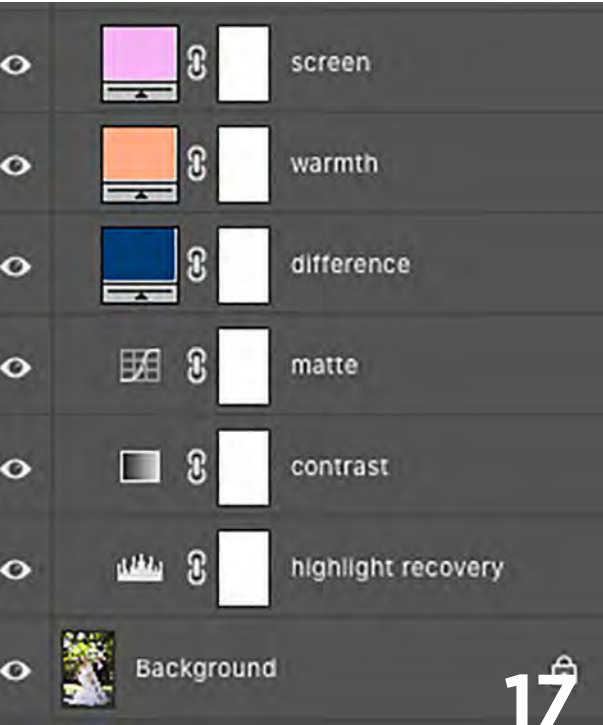 screen
warmth
difference
matte
contrast
highlight recovery
Background
17